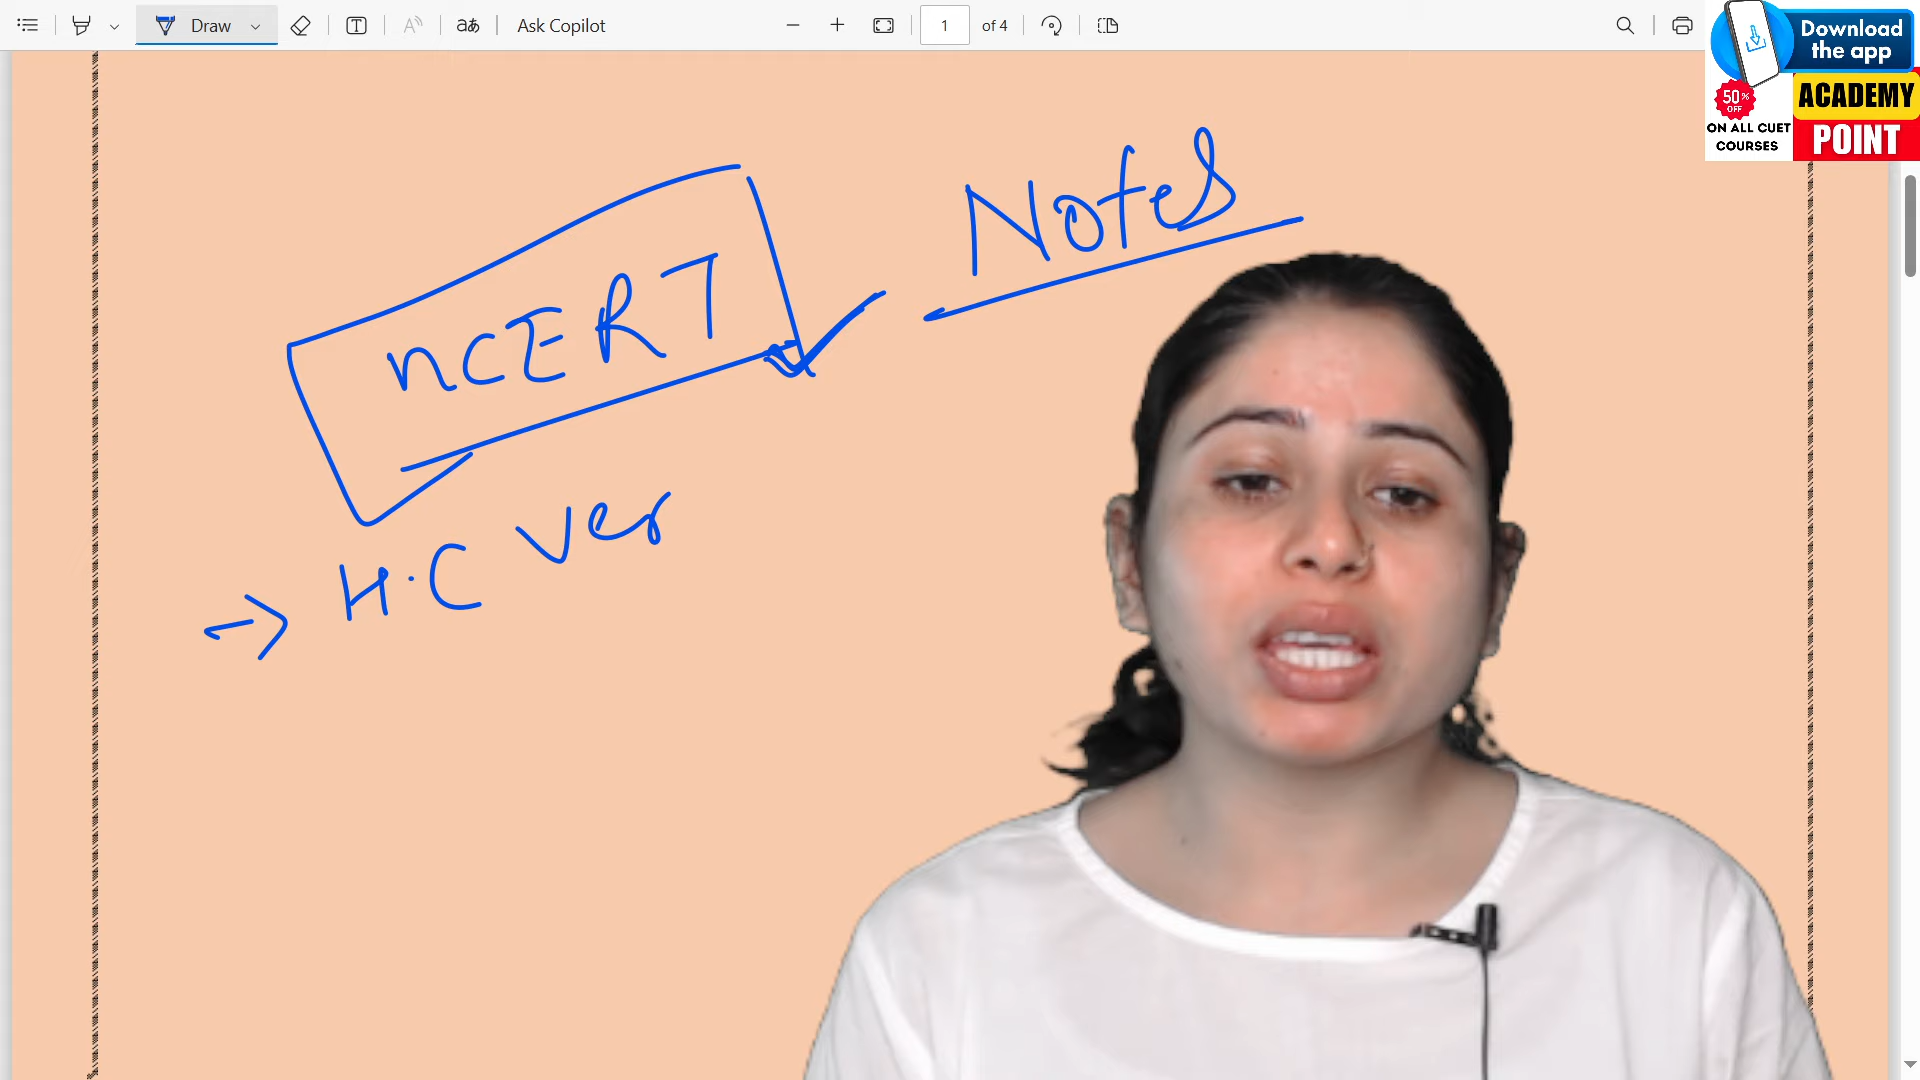 Draw
Ask Copilot
1 of 4
Download
the app
50% OFF
ON ALL CUET
COURSES
ACADEMY
POINT
Notes
NCERT
→ H.C Ver